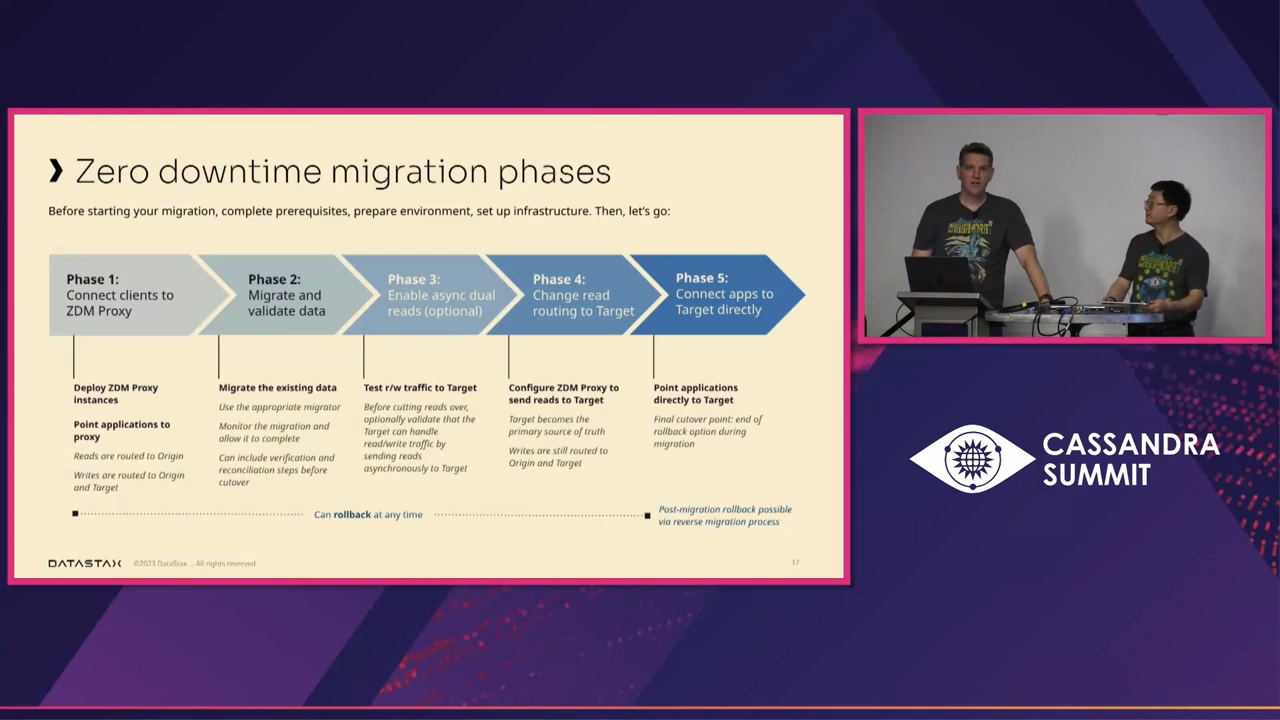 ❯ Zero downtime migration phases
Before starting your migration, complete prerequisites, prepare environment, set up infrastructure. Then, let's go:
Phase 1:
Connect clients to
ZDM Proxy
Phase 2:
Migrate and
validate data
Phase 3:
Enable async dual
reads (optional)
Phase 4:
Change read
routing to Target
Phase 5:
Connect apps to
Target directly
Deploy ZDM Proxy
instances
Point applications to
proxy
Reads are routed to Origin
Writes are routed to Origin
and Target
Migrate the existing data
Use the appropriate migrator
Monitor the migration and
allow it to complete
Can include verification and
reconciliation steps before
cutover
Test r/w traffic to Target
Before cutting reads over,
optionally validate that the
Target can handle
read/write traffic by
sending reads
asynchronously to Target
Configure ZDM Proxy to
send reads to Target
Target becomes the
primary source of truth
Writes are still routed to
Origin and Target
Point applications
directly to Target
Final cutover point: end of
rollback option during
migration
Can rollback at any time
Post-migration rollback possible
via reverse migration process
DATASTAX
©2023 DataStax. – All rights reserved
17
CASSANDRA
SUMMIT